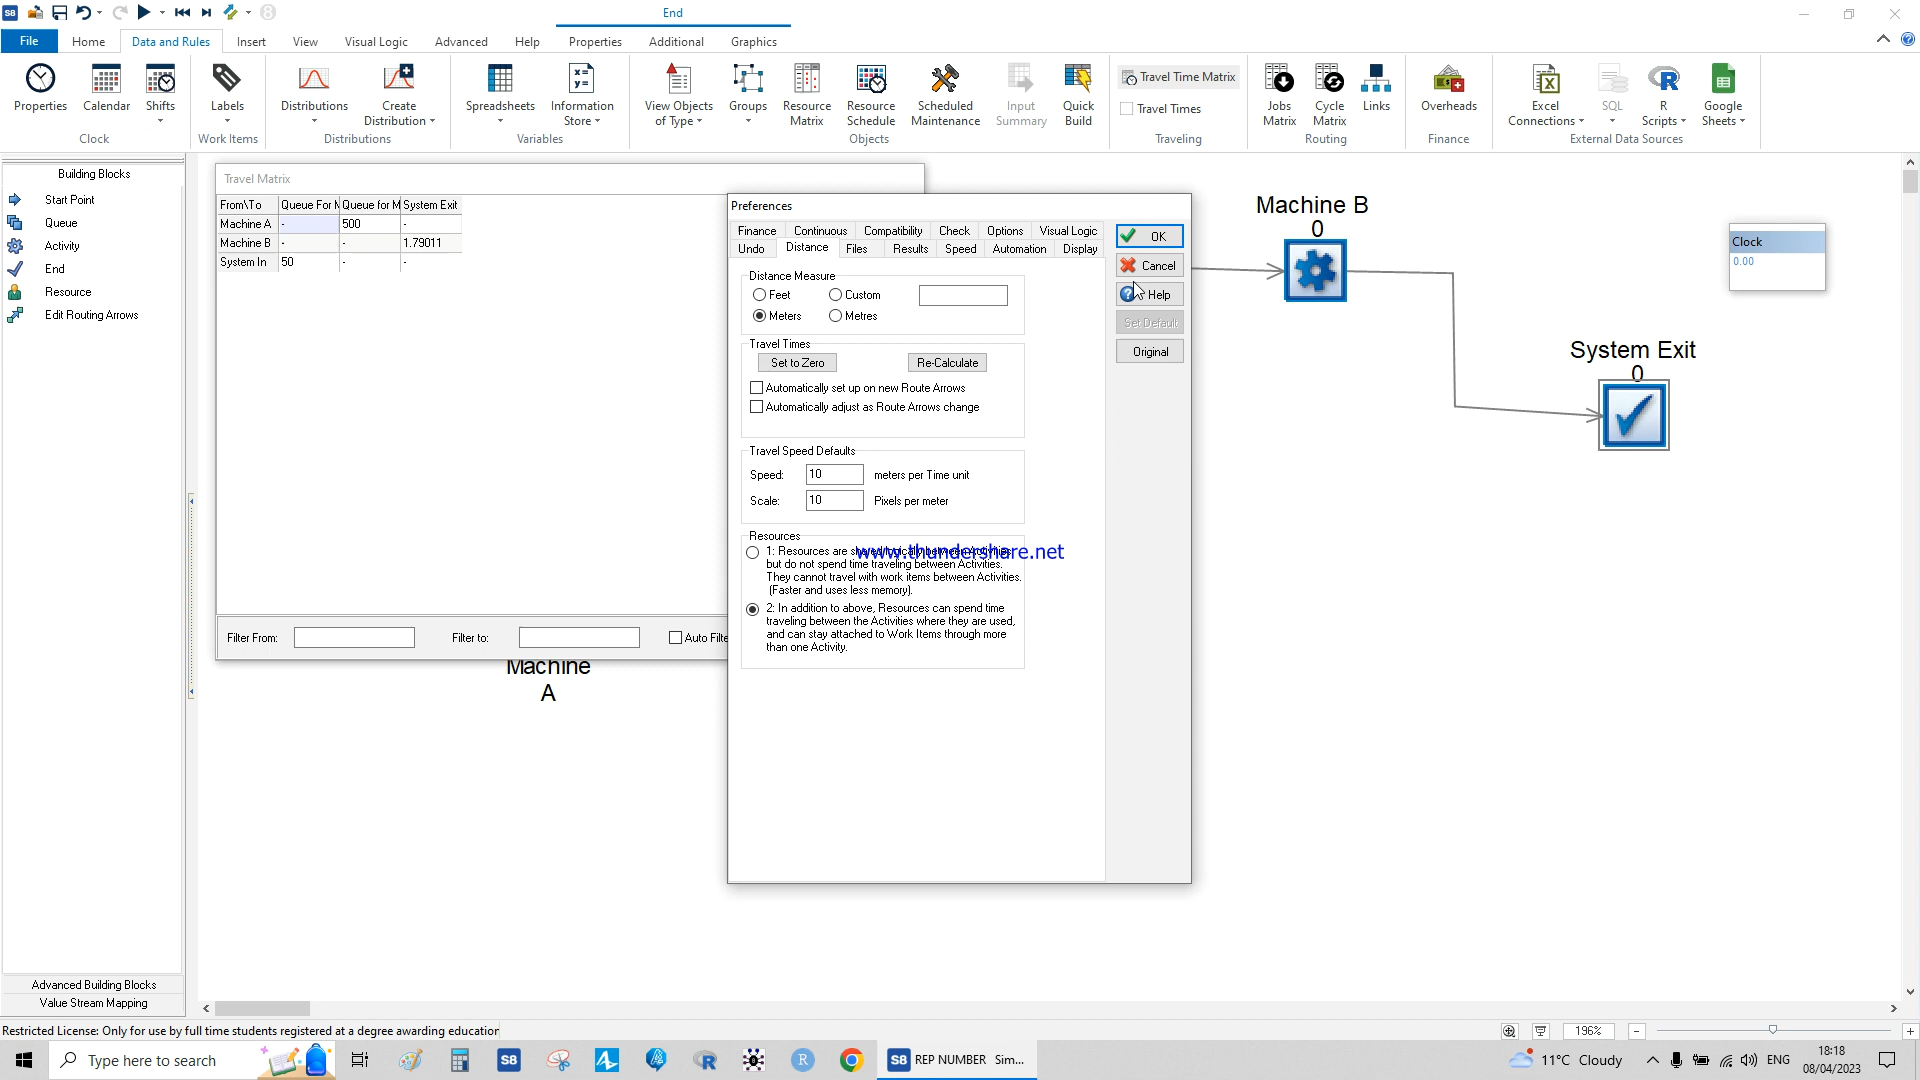 End
File
Home
Data and Rules
Insert
View
Visual Logic
Advanced
Help
Properties
Additional
Graphics
Properties
Calendar
Shifts
Clock
Labels
Work Items
Distributions
Create
Distribution
Distributions
Spreadsheets
Information
Store
Variables
View Objects
of Type
Groups
Resource
Matrix
Resource
Schedule
Scheduled
Maintenance
Input
Summary
Quick
Build
Objects
Travel Time Matrix
Travel Times
Traveling
Jobs
Matrix
Cycle
Matrix
Links
Routing
Overheads
Finance
Excel
Connections
SQL
R
Scripts
Google
Sheets
External Data Sources
Building Blocks
Start Point
Queue
Activity
End
Resource
Edit Routing Arrows
Advanced Building Blocks
Value Stream Mapping
Travel Matrix
From\To Queue For M Queue for M System Exit
Machine A - 500 -
Machine B - - 1.79011
System In 50 - -
Filter From:
Filter to:
Auto Filte
Machine
A
Preferences
Finance Continuous Compatibility Check Options Visual Logic
Undo Distance Files Results Speed Automation Display
Distance Measure
Feet Custom
Meters Metres
Travel Times
Set to Zero Re-Calculate
Automatically set up on new Route Arrows
Automatically adjust as Route Arrows change
Travel Speed Defaults
Speed: 10 meters per Time unit
Scale: 10 Pixels per meter
Resources
1: Resources are shared logically between Activities
but do not spend time traveling between Activities.
They cannot travel with work items between Activities.
(Faster and uses less memory).
2: In addition to above, Resources can spend time
traveling between the Activities where they are used,
and can stay attached to Work Items through more
than one Activity.
www.thundershare.net
OK
Cancel
Help
Set Default
Original
Machine B
0
System Exit
0
Clock
0.00
Restricted License: Only for use by full time students registered at a degree awarding education
196%
Type here to search
S8
REP NUMBER Sim...
11°C Cloudy
ENG
18:18
08/04/2023